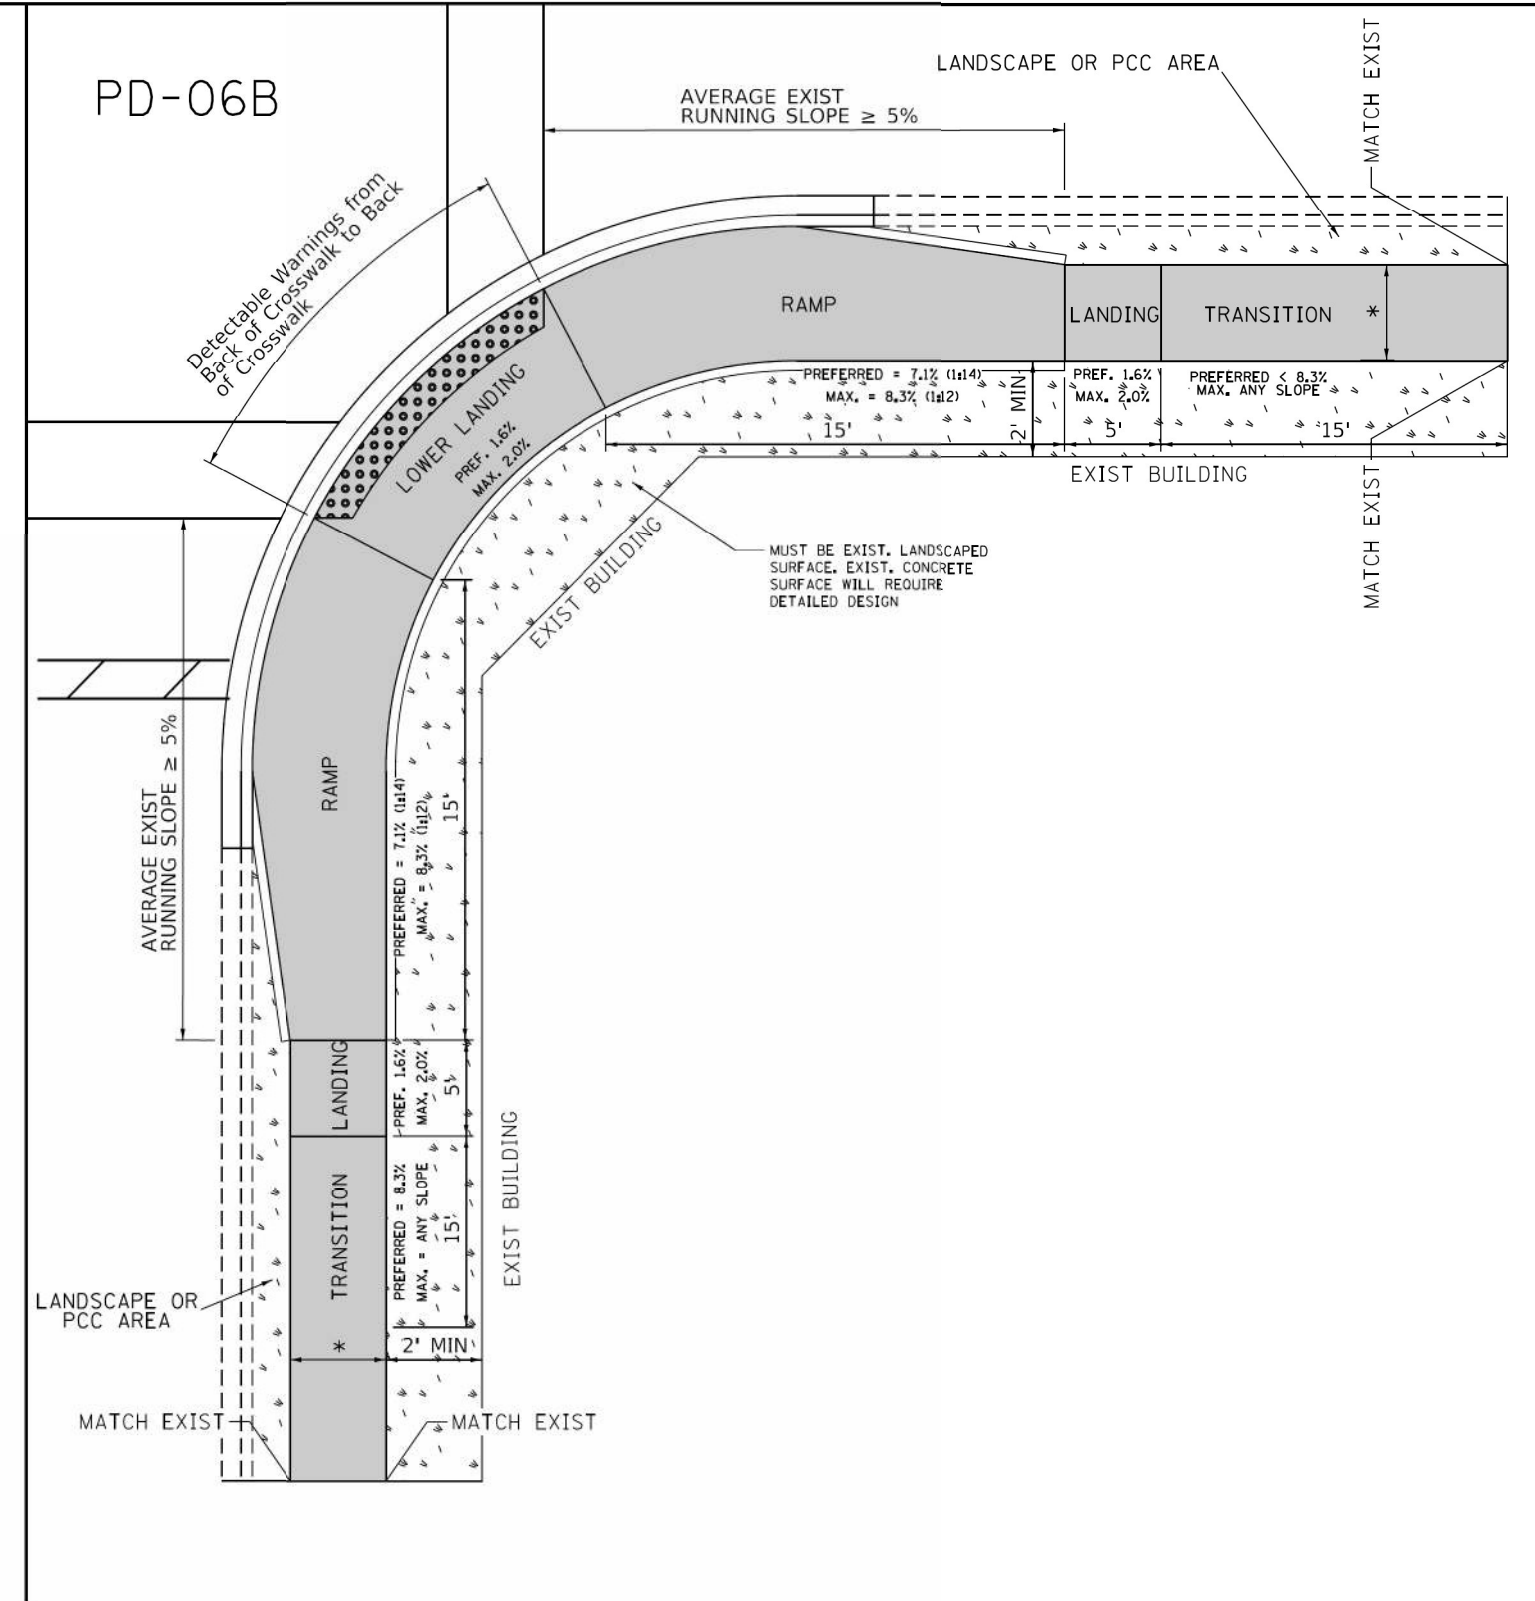 PD-06B
AVERAGE EXIST
RUNNING SLOPE ≥ 5%
LANDSCAPE OR PCC AREA
MATCH EXIST
Detectable Warnings from
Back of Crosswalk to Back
of Crosswalk
RAMP
LANDING
TRANSITION
*
PREFERRED = 7.1% (1:14)
MAX. = 8.3% (1:12)
15'
2' MIN
PREF. 1.6%
MAX. 2.0%
5'
PREFERRED < 8.3%
MAX. ANY SLOPE
15'
EXIST BUILDING
MATCH EXIST
LOWER LANDING
PREF. 1.6%
MAX. 2.0%
EXIST BUILDING
MUST BE EXIST. LANDSCAPED
SURFACE. EXIST. CONCRETE
SURFACE WILL REQUIRE
DETAILED DESIGN
AVERAGE EXIST
RUNNING SLOPE ≥ 5%
RAMP
PREFERRED = 7.1% (1:14)
MAX. = 8.3% (1:12)
15'
LANDING
PREF. 1.6%
MAX. 2.0%
5'
TRANSITION
*
PREFERRED = 8.3%
MAX. = ANY SLOPE
15'
EXIST BUILDING
LANDSCAPE OR
PCC AREA
2' MIN
MATCH EXIST
MATCH EXIST